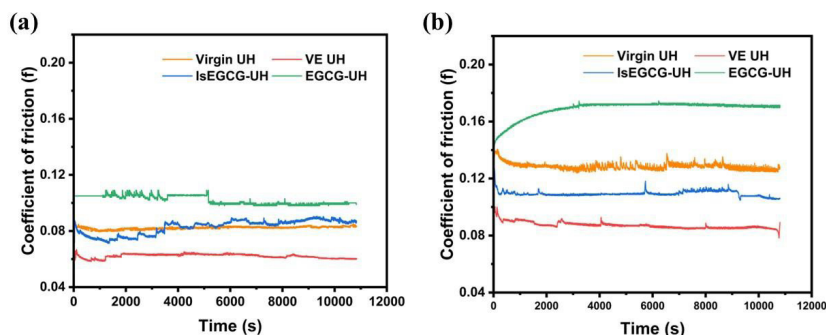 (a)
Coefficient of friction (f)
0.20
0.16
0.12
0.08
0.04
Virgin UH
VE UH
IsEGCG-UH
EGCG-UH
0
2000
4000
6000
8000
10000
12000
Time (s)
(b)
Coefficient of friction (f)
0.20
0.16
0.12
0.08
0.04
Virgin UH
VE UH
IsEGCG-UH
EGCG-UH
0
2000
4000
6000
8000
10000
12000
Time (s)